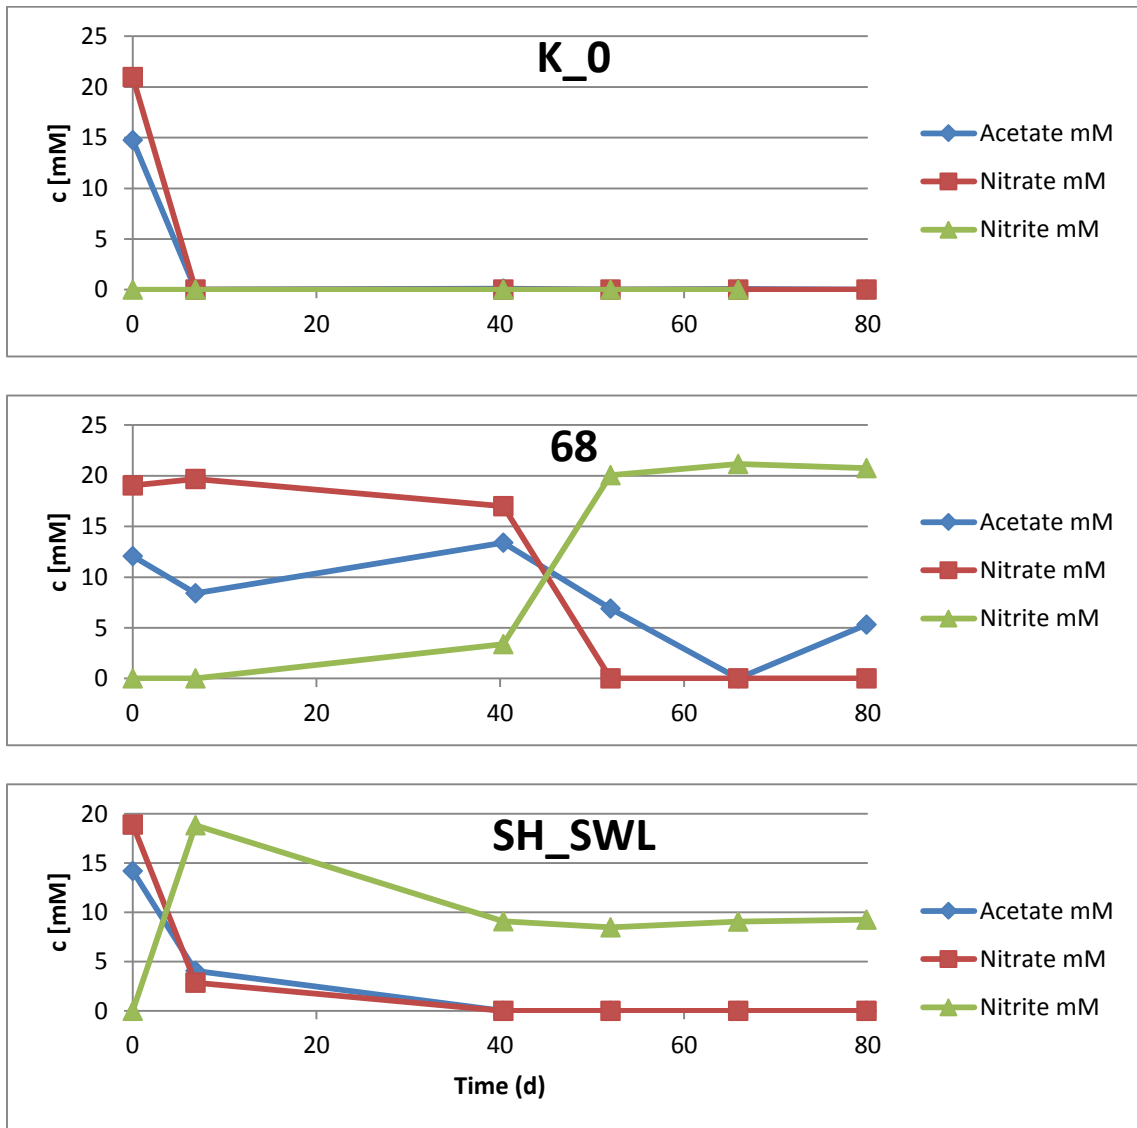 K_0
c [mM]
25
20
15
10
5
0
0 20 40 60 80
Acetate mM
Nitrate mM
Nitrite mM
68
c [mM]
25
20
15
10
5
0
0 20 40 60 80
Acetate mM
Nitrate mM
Nitrite mM
SH_SWL
c [mM]
20
15
10
5
0
0 20 40 60 80
Time (d)
Acetate mM
Nitrate mM
Nitrite mM